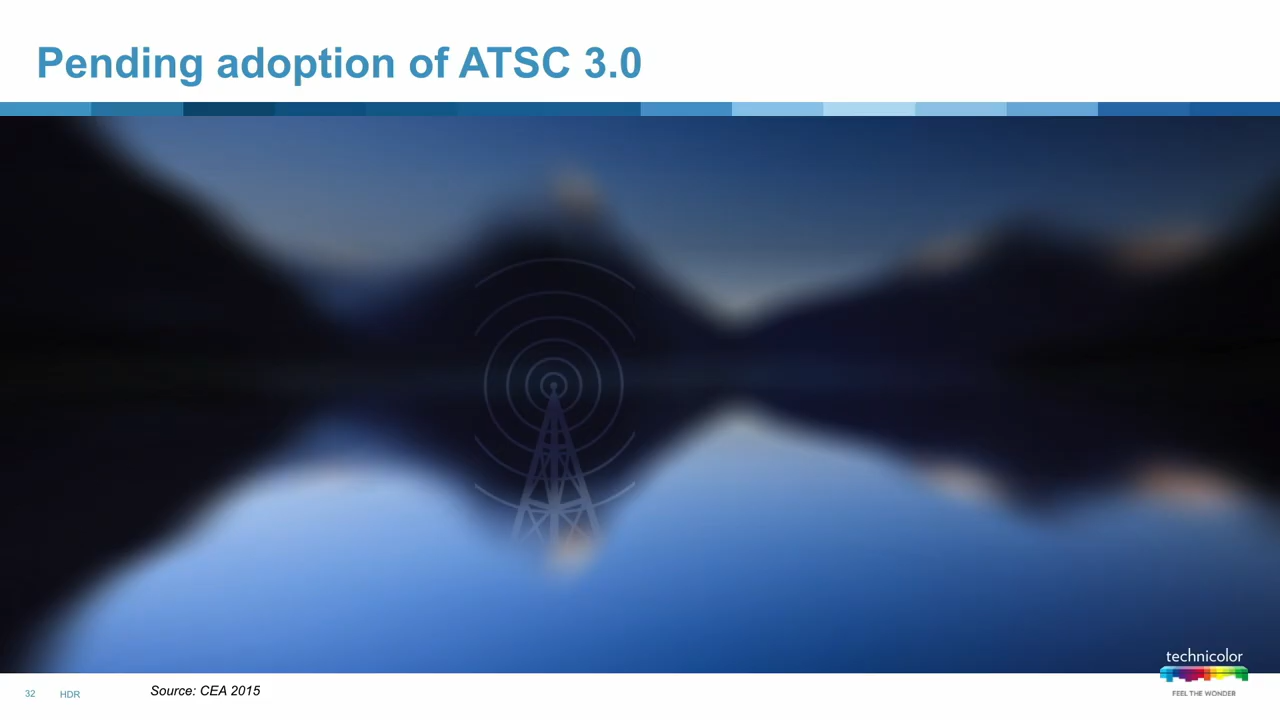 Pending adoption of ATSC 3.0
technicolor
FEEL THE WONDER
32 HDR Source: CEA 2015